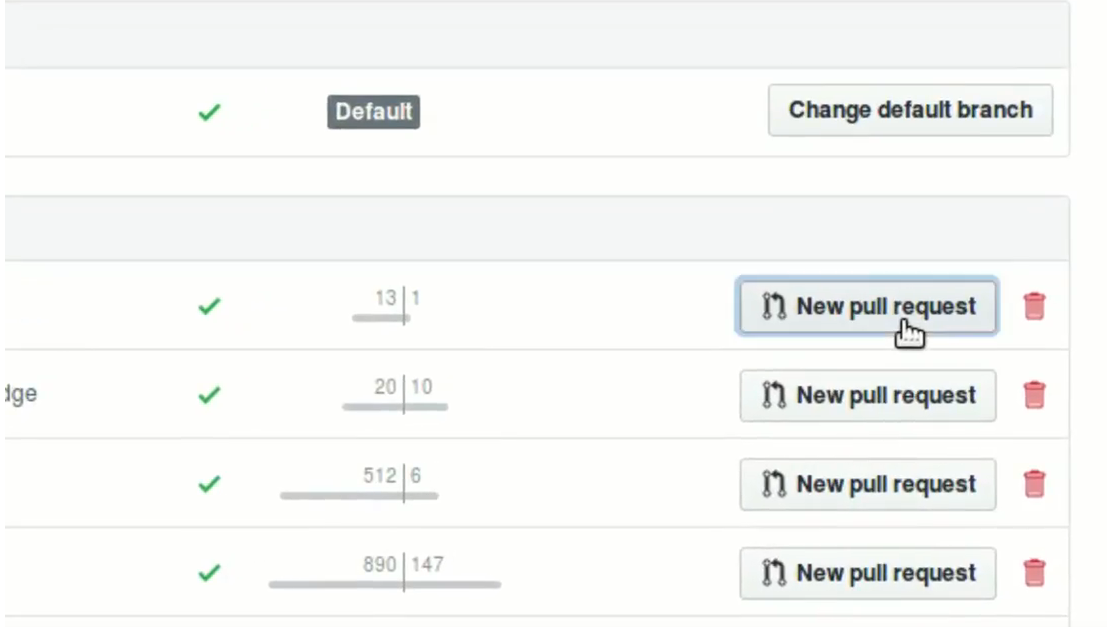 Default
Change default branch
13 1
New pull request
dge
20 10
New pull request
512 6
New pull request
890 147
New pull request